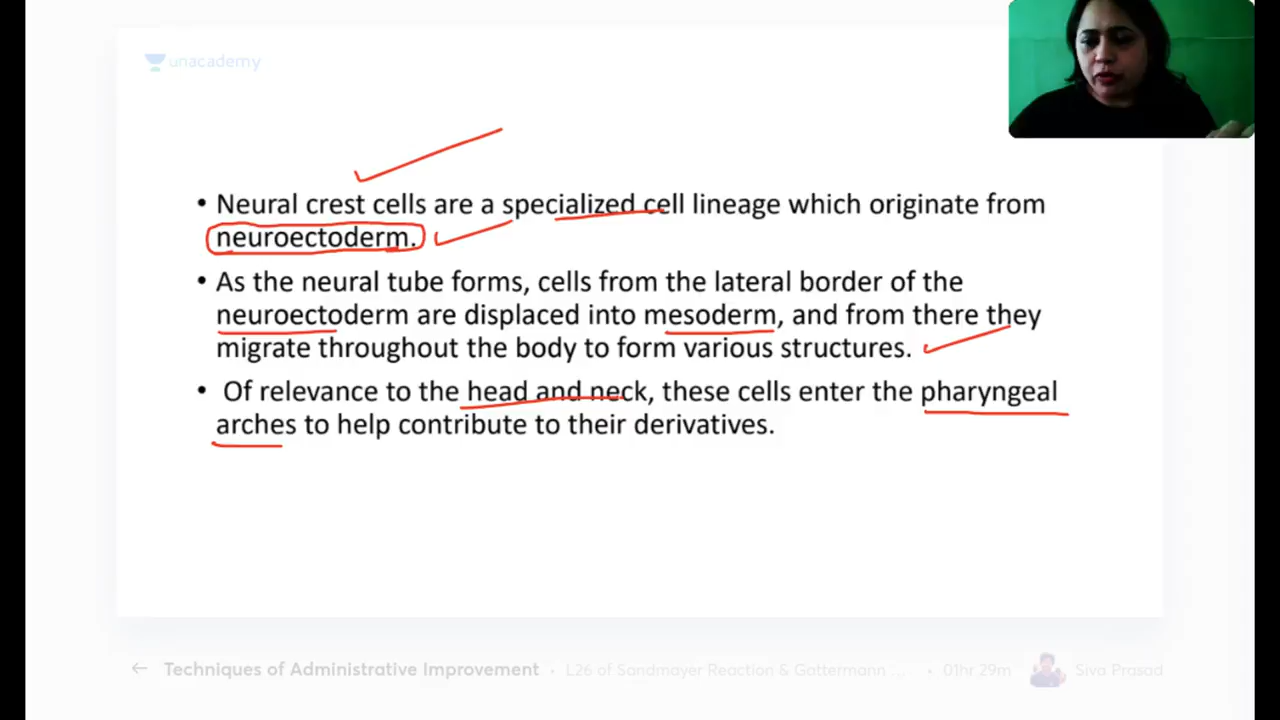 unacademy
• Neural crest cells are a specialized cell lineage which originate from
neuroectoderm.
• As the neural tube forms, cells from the lateral border of the
neuroectoderm are displaced into mesoderm, and from there they
migrate throughout the body to form various structures.
• Of relevance to the head and neck, these cells enter the pharyngeal
arches to help contribute to their derivatives.
← Techniques of Administrative Improvement • L26 of Sandmayer Reaction & Gattermann ... • 01hr 29m Siva Prasad